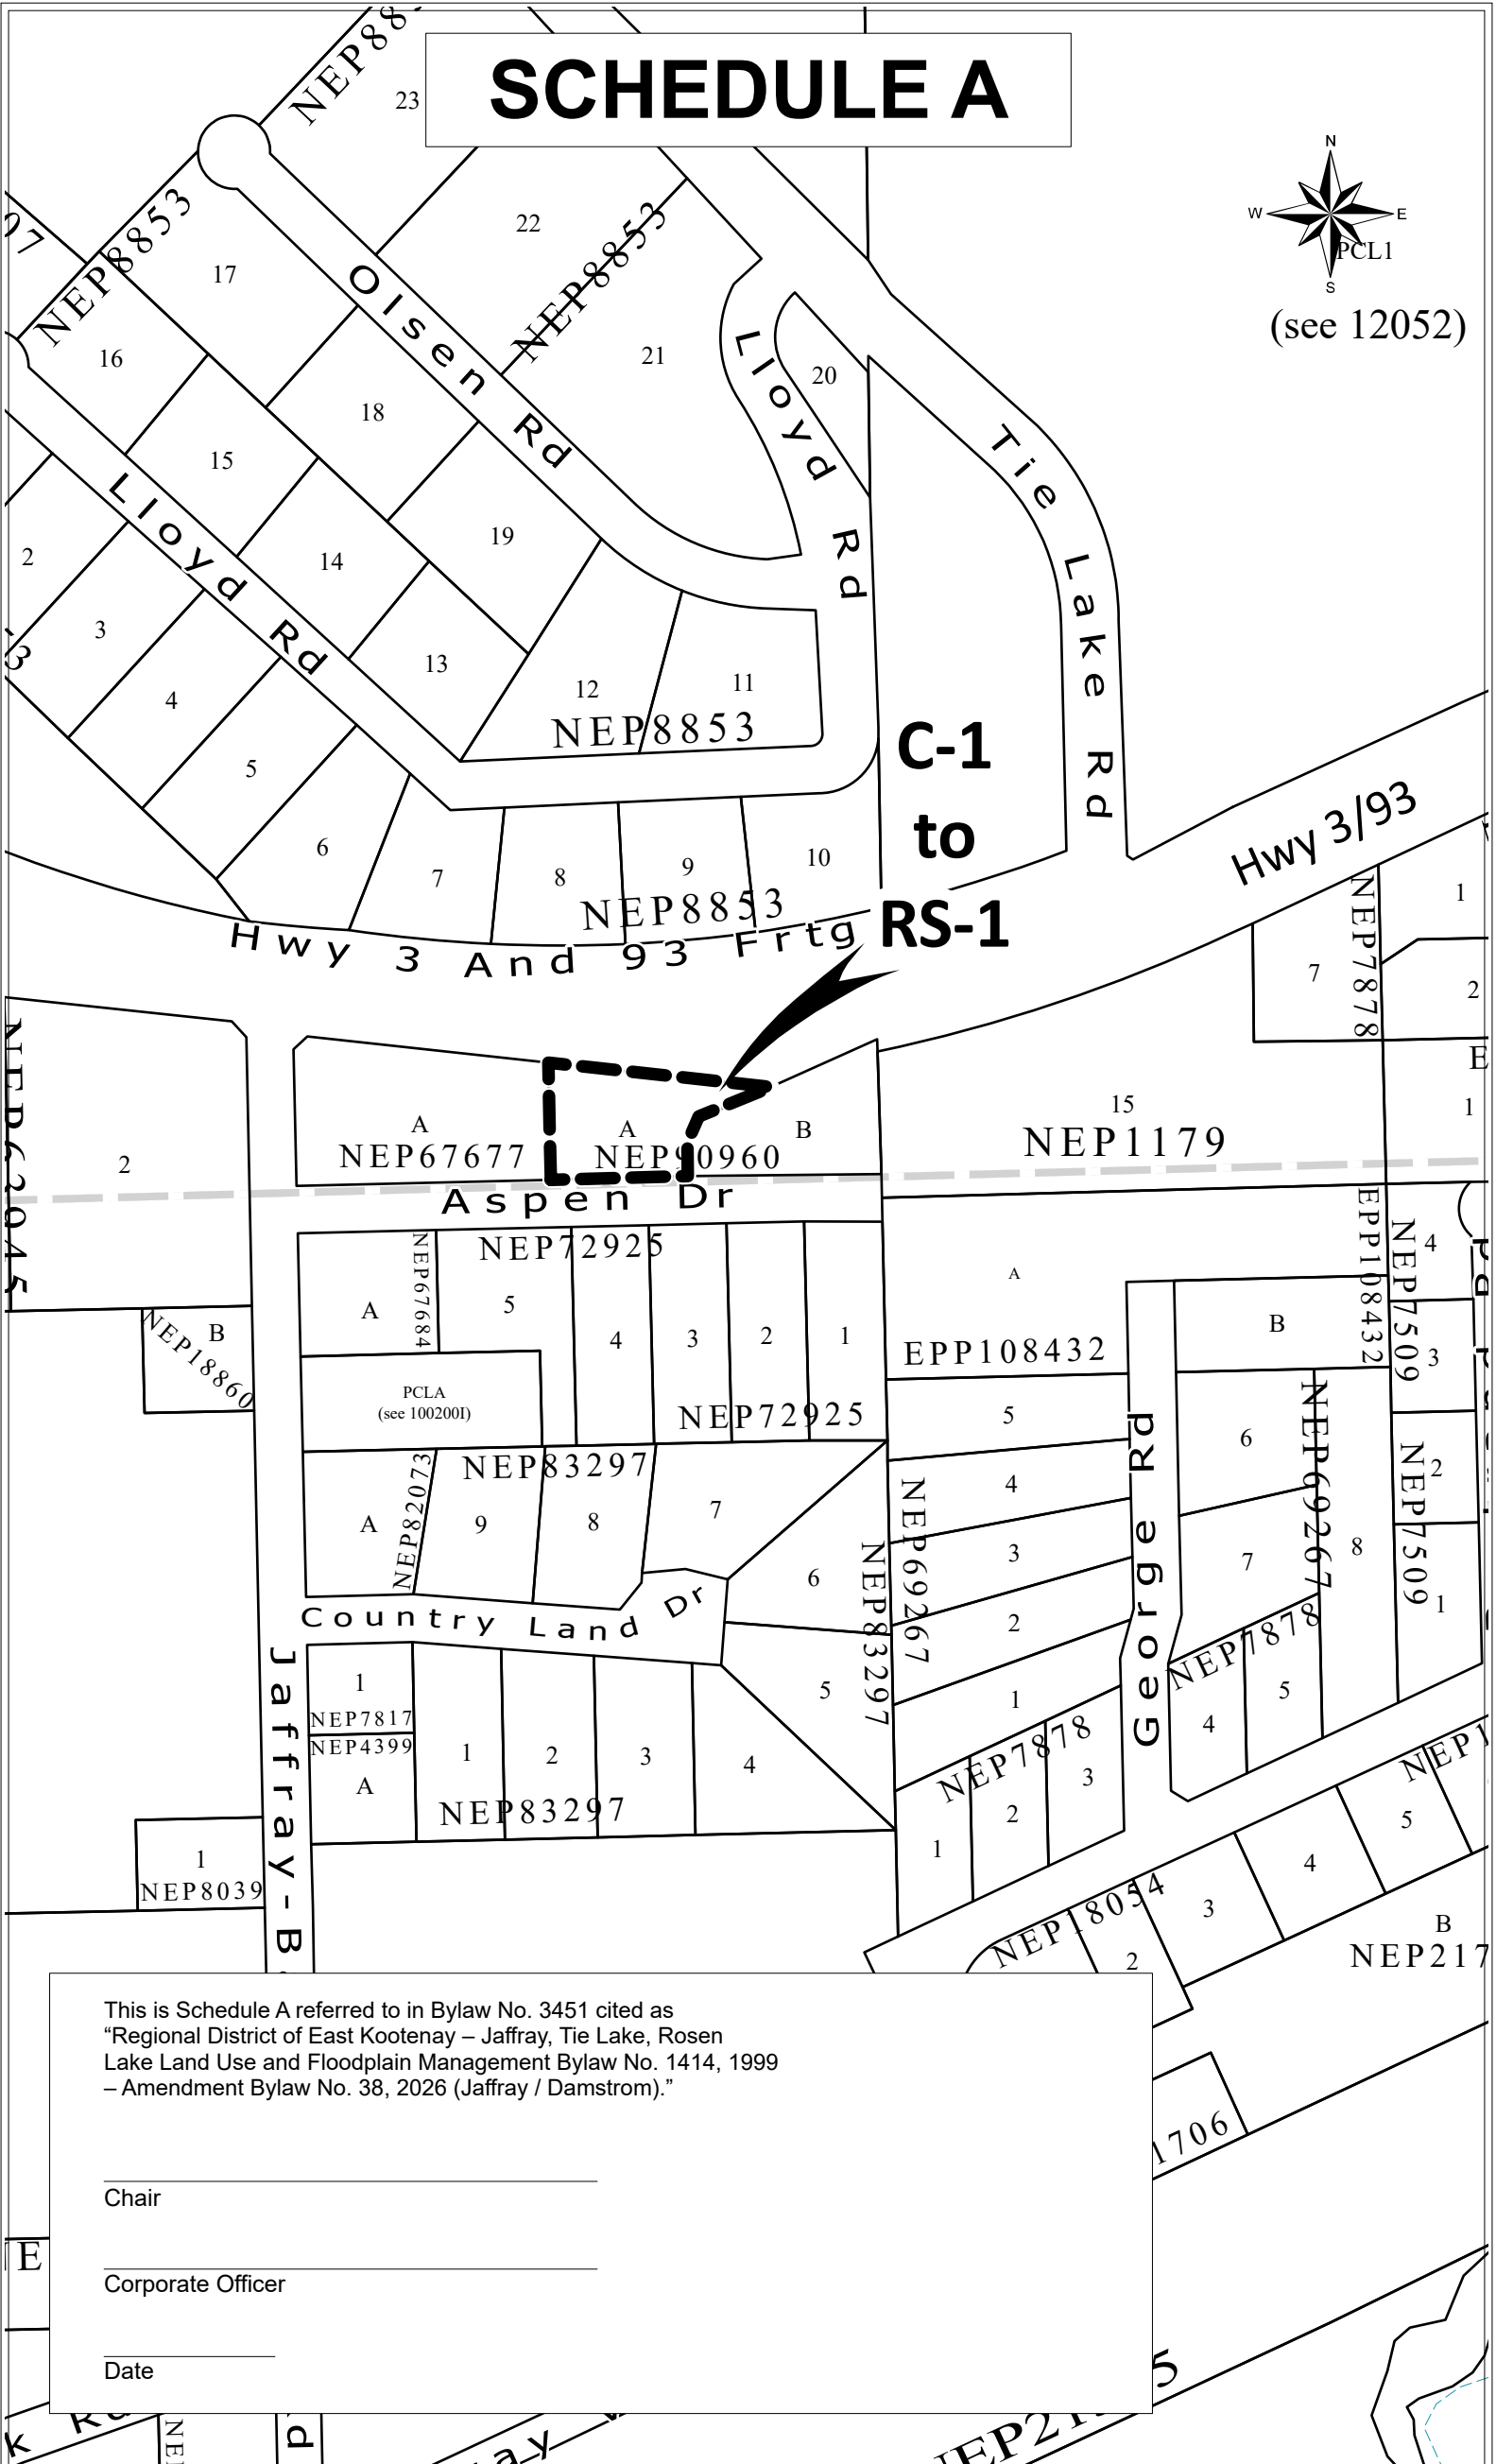 SCHEDULE A
23
NEP8853
22
N
W
E
S
PCL1
(see 12052)
NEP8853
17
Olsen Rd
NEP8853
21
Lloyd Rd
20
16
18
15
Tie Lake Rd
Lloyd Rd
14
19
2
3
4
13
12
11
NEP8853
C-1
to
RS-1
5
6
7
8
9
10
NEP8853
Hwy 3/93
Hwy 3 And 93 Frtg
7
NEP7878
1
2
2
A
NEP67677
A
B
NEP90960
15
NEP1179
1
Aspen Dr
NEP67684
NEP72925
A
5
4
3
2
1
NEP72925
A
EPP108432
B
EPP108432
NEP7509
4
3
B
NEP18860
PCLA
(see 100200I)
NEP83297
A
NEP82073
9
8
7
6
5
NEP83297
NEP69267
5
4
3
2
1
George Rd
6
NEP69267
7
8
2
NEP7509
1
Country Land Dr
1
NEP7817
NEP4399
A
1
2
3
4
NEP83297
NEP7878
1
2
3
NEP7878
4
5
1
NEP8039
NEP18054
2
3
4
5
B
This is Schedule A referred to in Bylaw No. 3451 cited as
“Regional District of East Kootenay – Jaffray, Tie Lake, Rosen
Lake Land Use and Floodplain Management Bylaw No. 1414, 1999
– Amendment Bylaw No. 38, 2026 (Jaffray / Damstrom).”
Chair
Corporate Officer
Date